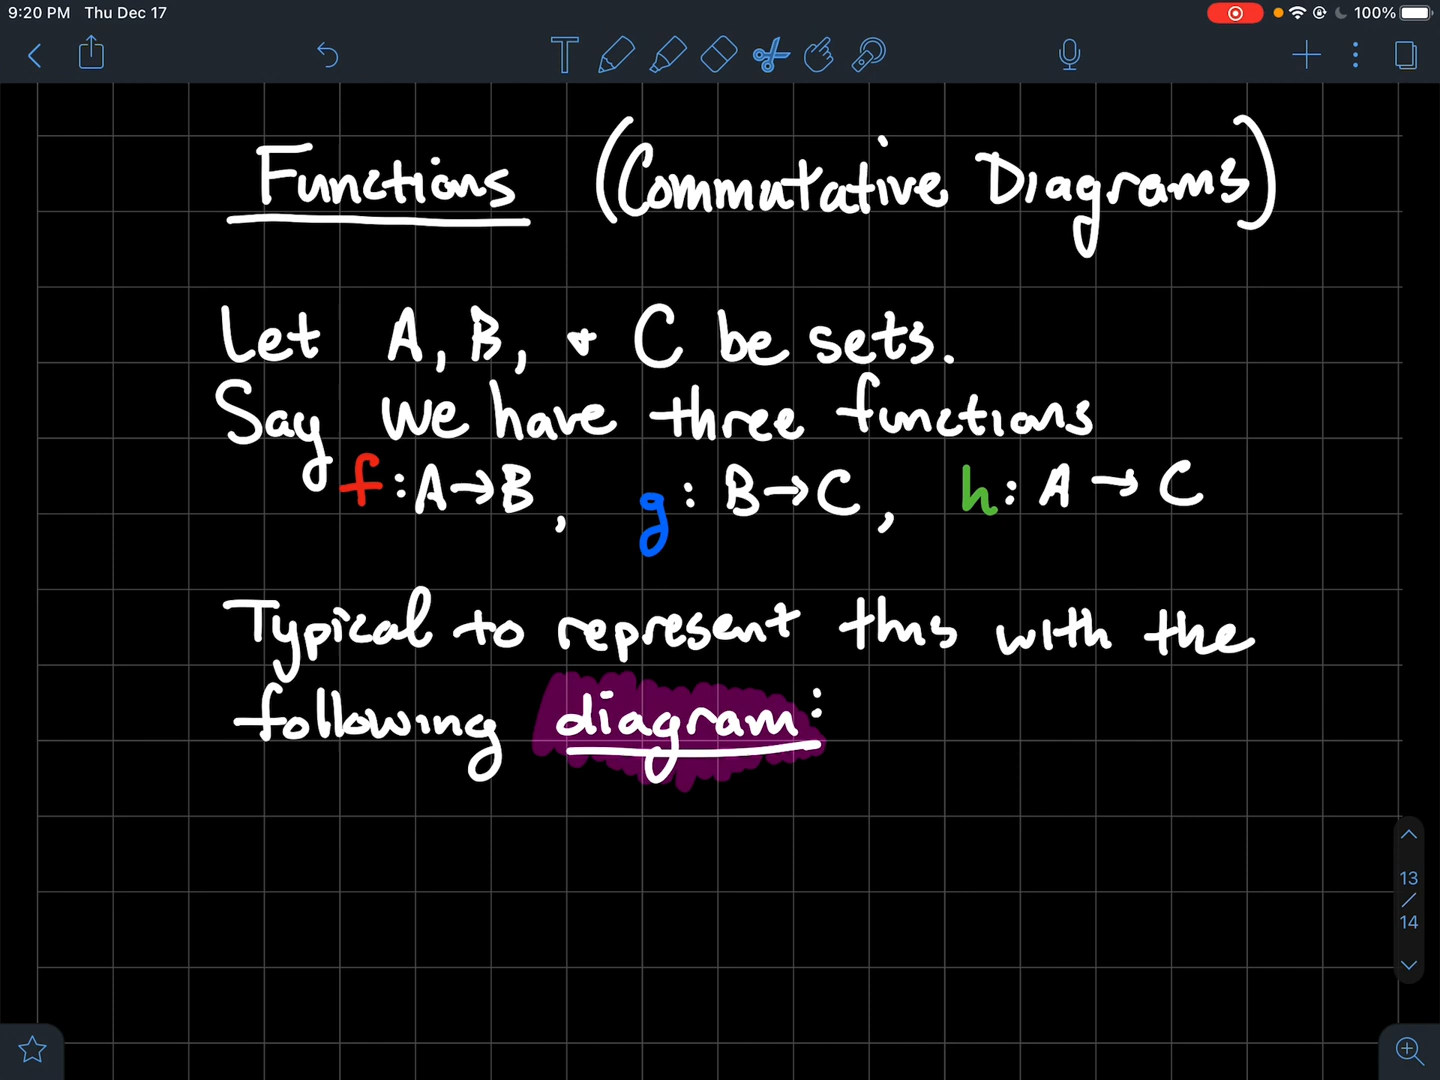 9:20 PM Thu Dec 17
100%
Functions (Commutative Diagrams)
Let A, B, & C be sets.
Say we have three functions
f: A→B, g: B→C, h: A→C
Typical to represent this with the
following diagram:
13
/
14